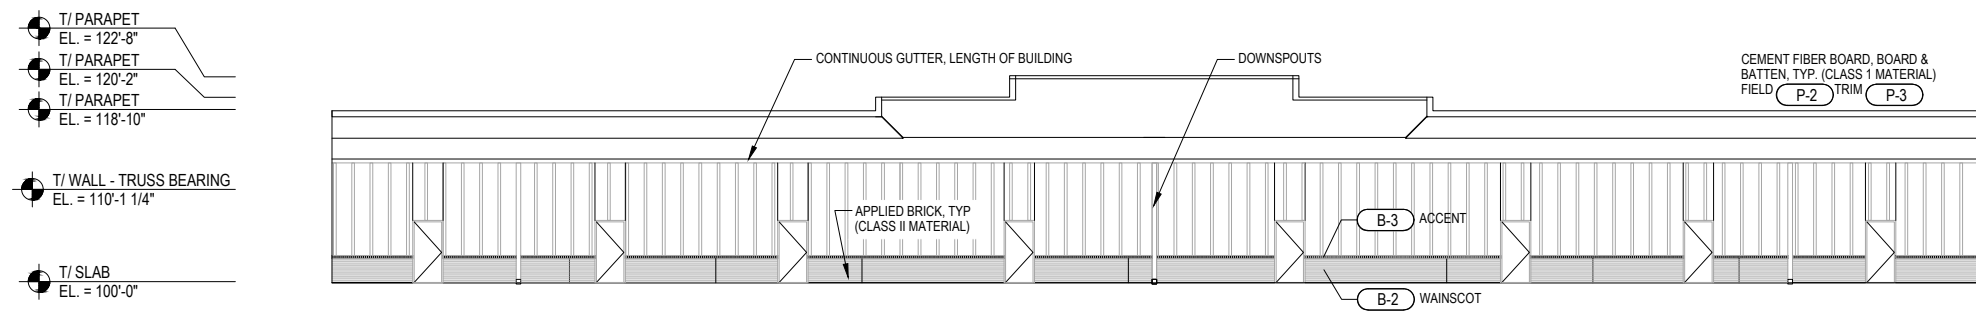 T/ PARAPET
EL. = 122'-8"
T/ PARAPET
EL. = 120'-2"
T/ PARAPET
EL. = 118'-10"
T/ WALL - TRUSS BEARING
EL. = 110'-1 1/4"
T/ SLAB
EL. = 100'-0"
CONTINUOUS GUTTER, LENGTH OF BUILDING
DOWNSPOUTS
CEMENT FIBER BOARD, BOARD &
BATTEN, TYP. (CLASS 1 MATERIAL)
FIELD P-2 TRIM P-3
APPLIED BRICK, TYP
(CLASS II MATERIAL)
B-3 ACCENT
B-2 WAINSCOT